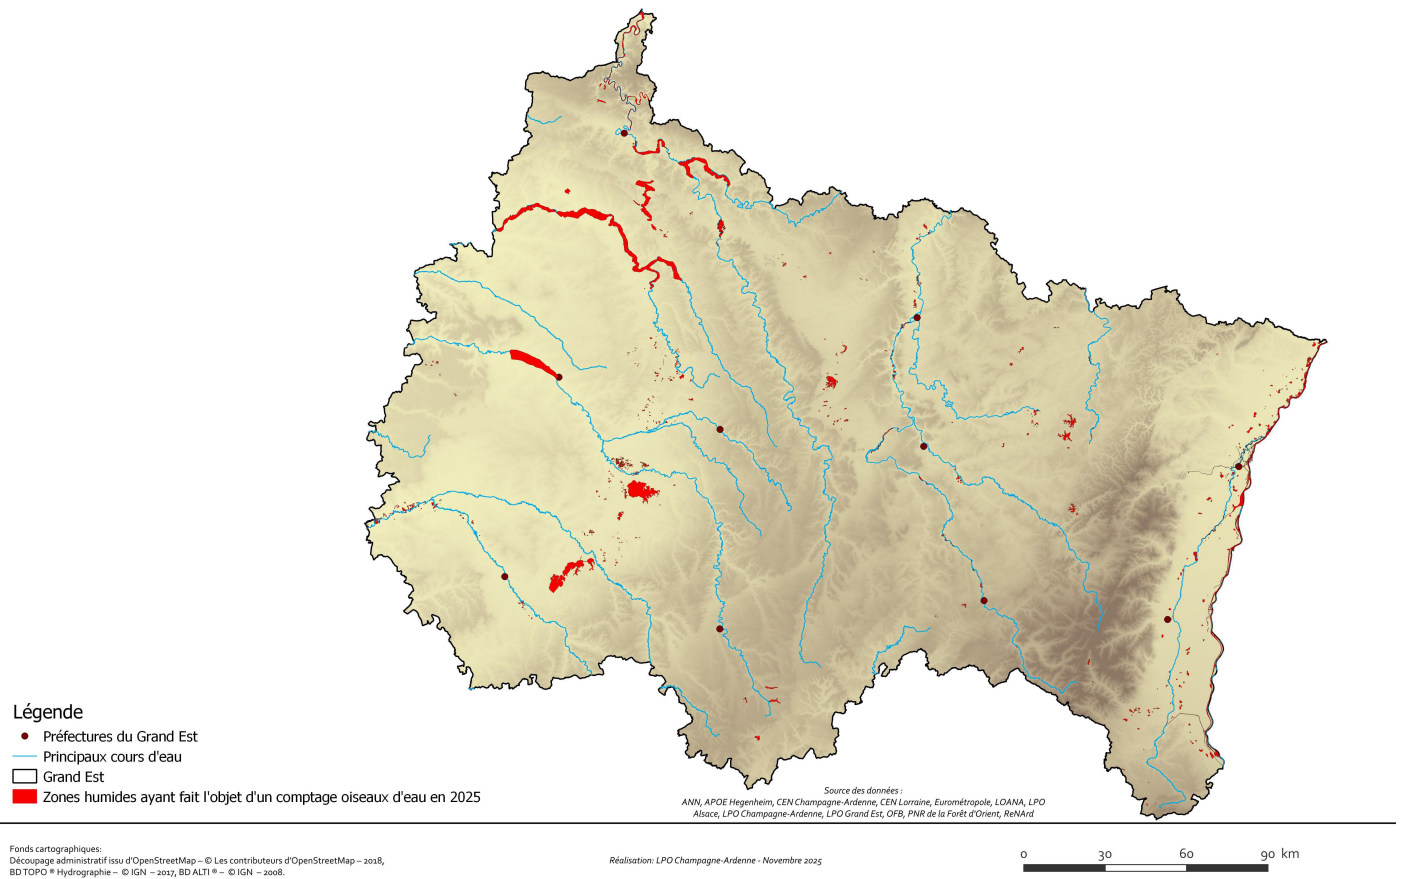 Légende
Préfectures du Grand Est
Principaux cours d'eau
Grand Est
Zones humides ayant fait l'objet d'un comptage oiseaux d'eau en 2025
Source des données :
ANN, APOE Hegenheim, CEN Champagne-Ardenne, CEN Lorraine, Eurométropole, LOANA, LPO
Alsace, LPO Champagne-Ardenne, LPO Grand Est, OFB, PNR de la Forêt d'Orient, ReNArd
Fonds cartographiques:
Découpage administratif issu d'OpenStreetMap – © Les contributeurs d'OpenStreetMap – 2018,
BD TOPO ® Hydrographie – © IGN – 2017, BD ALTI ® – © IGN – 2008.
Réalisation: LPO Champagne-Ardenne - Novembre 2025
0 30 60 90 km